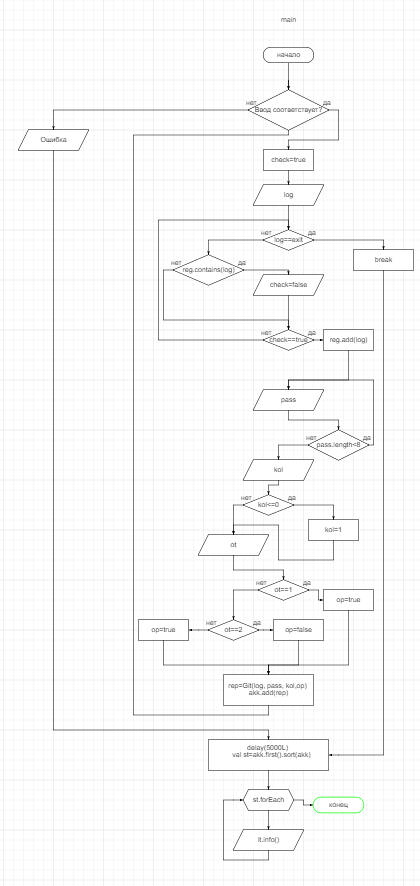 main
начало
нет
да
Ввод соответствует?
Ошибка
check=true
log
нет
да
log==exit
break
нет
да
reg.contains(log)
check=false
нет
да
check==true
reg.add(log)
pass
нет
да
pass.length<8
kol
нет
да
kol<=0
kol=1
ot
нет
да
ot==1
op=true
нет
да
op=true
ot==2
op=false
rep=Git(log, pass, kol,op)
akk.add(rep)
delay(5000L)
val st=akk.first().sort(akk)
st.forEach
конец
it.info()